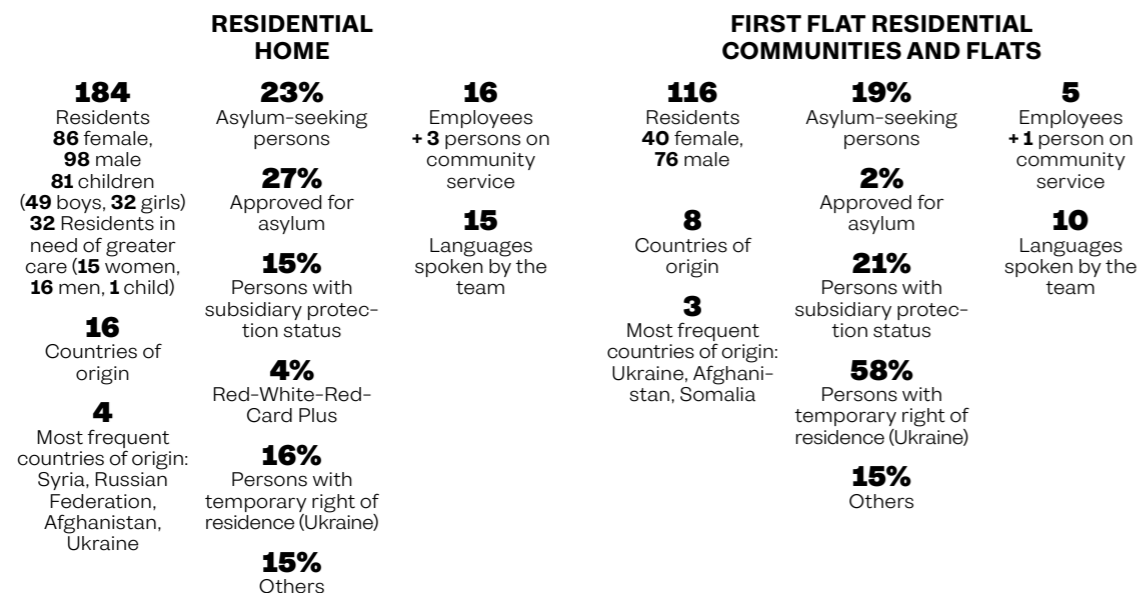 RESIDENTIAL
HOME
184
Residents
86 female,
98 male
81 children
(49 boys, 32 girls)
32 Residents in
need of greater
care (15 women,
16 men, 1 child)
16
Countries of
origin
4
Most frequent
countries of origin:
Syria, Russian
Federation,
Afghanistan,
Ukraine
23%
Asylum-seeking
persons
27%
Approved for
asylum
15%
Persons with
subsidiary protec-
tion status
4%
Red-White-Red-
Card Plus
16%
Persons with
temporary right of
residence (Ukraine)
15%
Others
16
Employees
+ 3 persons on
community
service
15
Languages
spoken by the
team
FIRST FLAT RESIDENTIAL
COMMUNITIES AND FLATS
116
Residents
40 female,
76 male
8
Countries of
origin
3
Most frequent
countries of origin:
Ukraine, Afghani-
stan, Somalia
19%
Asylum-seeking
persons
2%
Approved for
asylum
21%
Persons with
subsidiary protec-
tion status
58%
Persons with
temporary right of
residence (Ukraine)
15%
Others
5
Employees
+ 1 person on
community
service
10
Languages
spoken by the
team